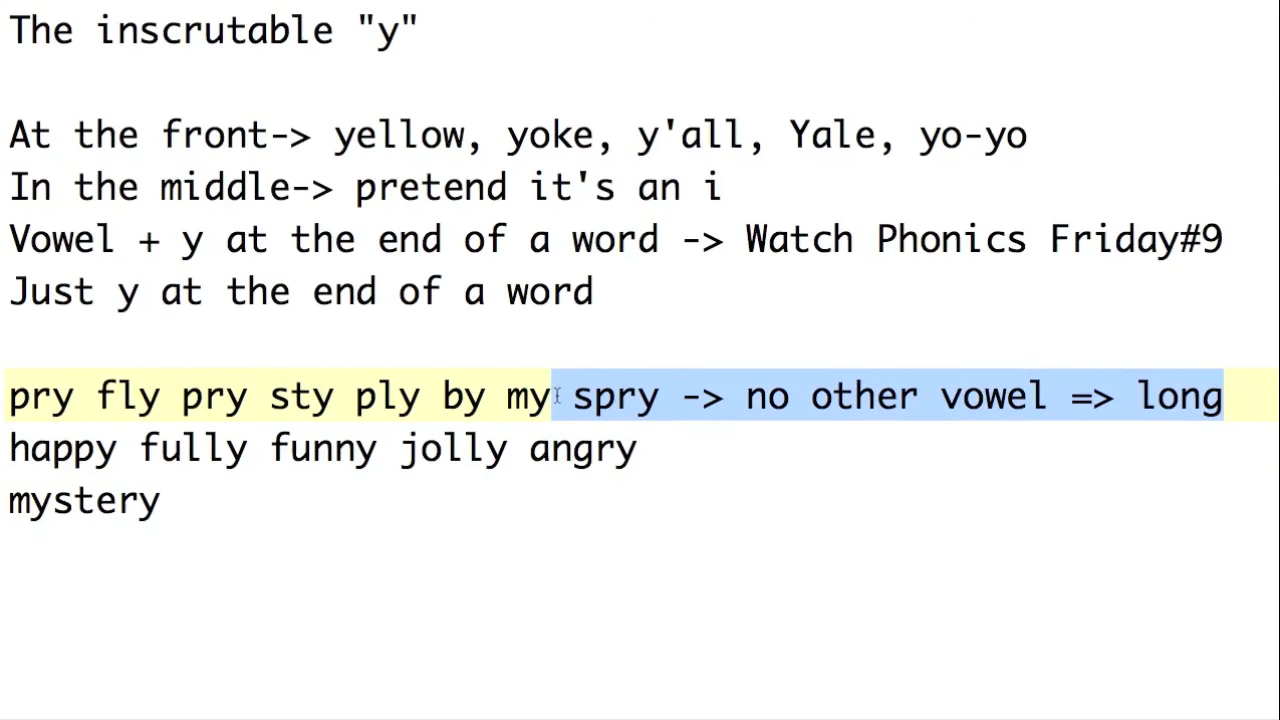 The inscrutable "y"
At the front-> yellow, yoke, y'all, Yale, yo-yo
In the middle-> pretend it's an i
Vowel + y at the end of a word -> Watch Phonics Friday#9
Just y at the end of a word
pry fly pry sty ply by my spry -> no other vowel => long
happy fully funny jolly angry
mystery